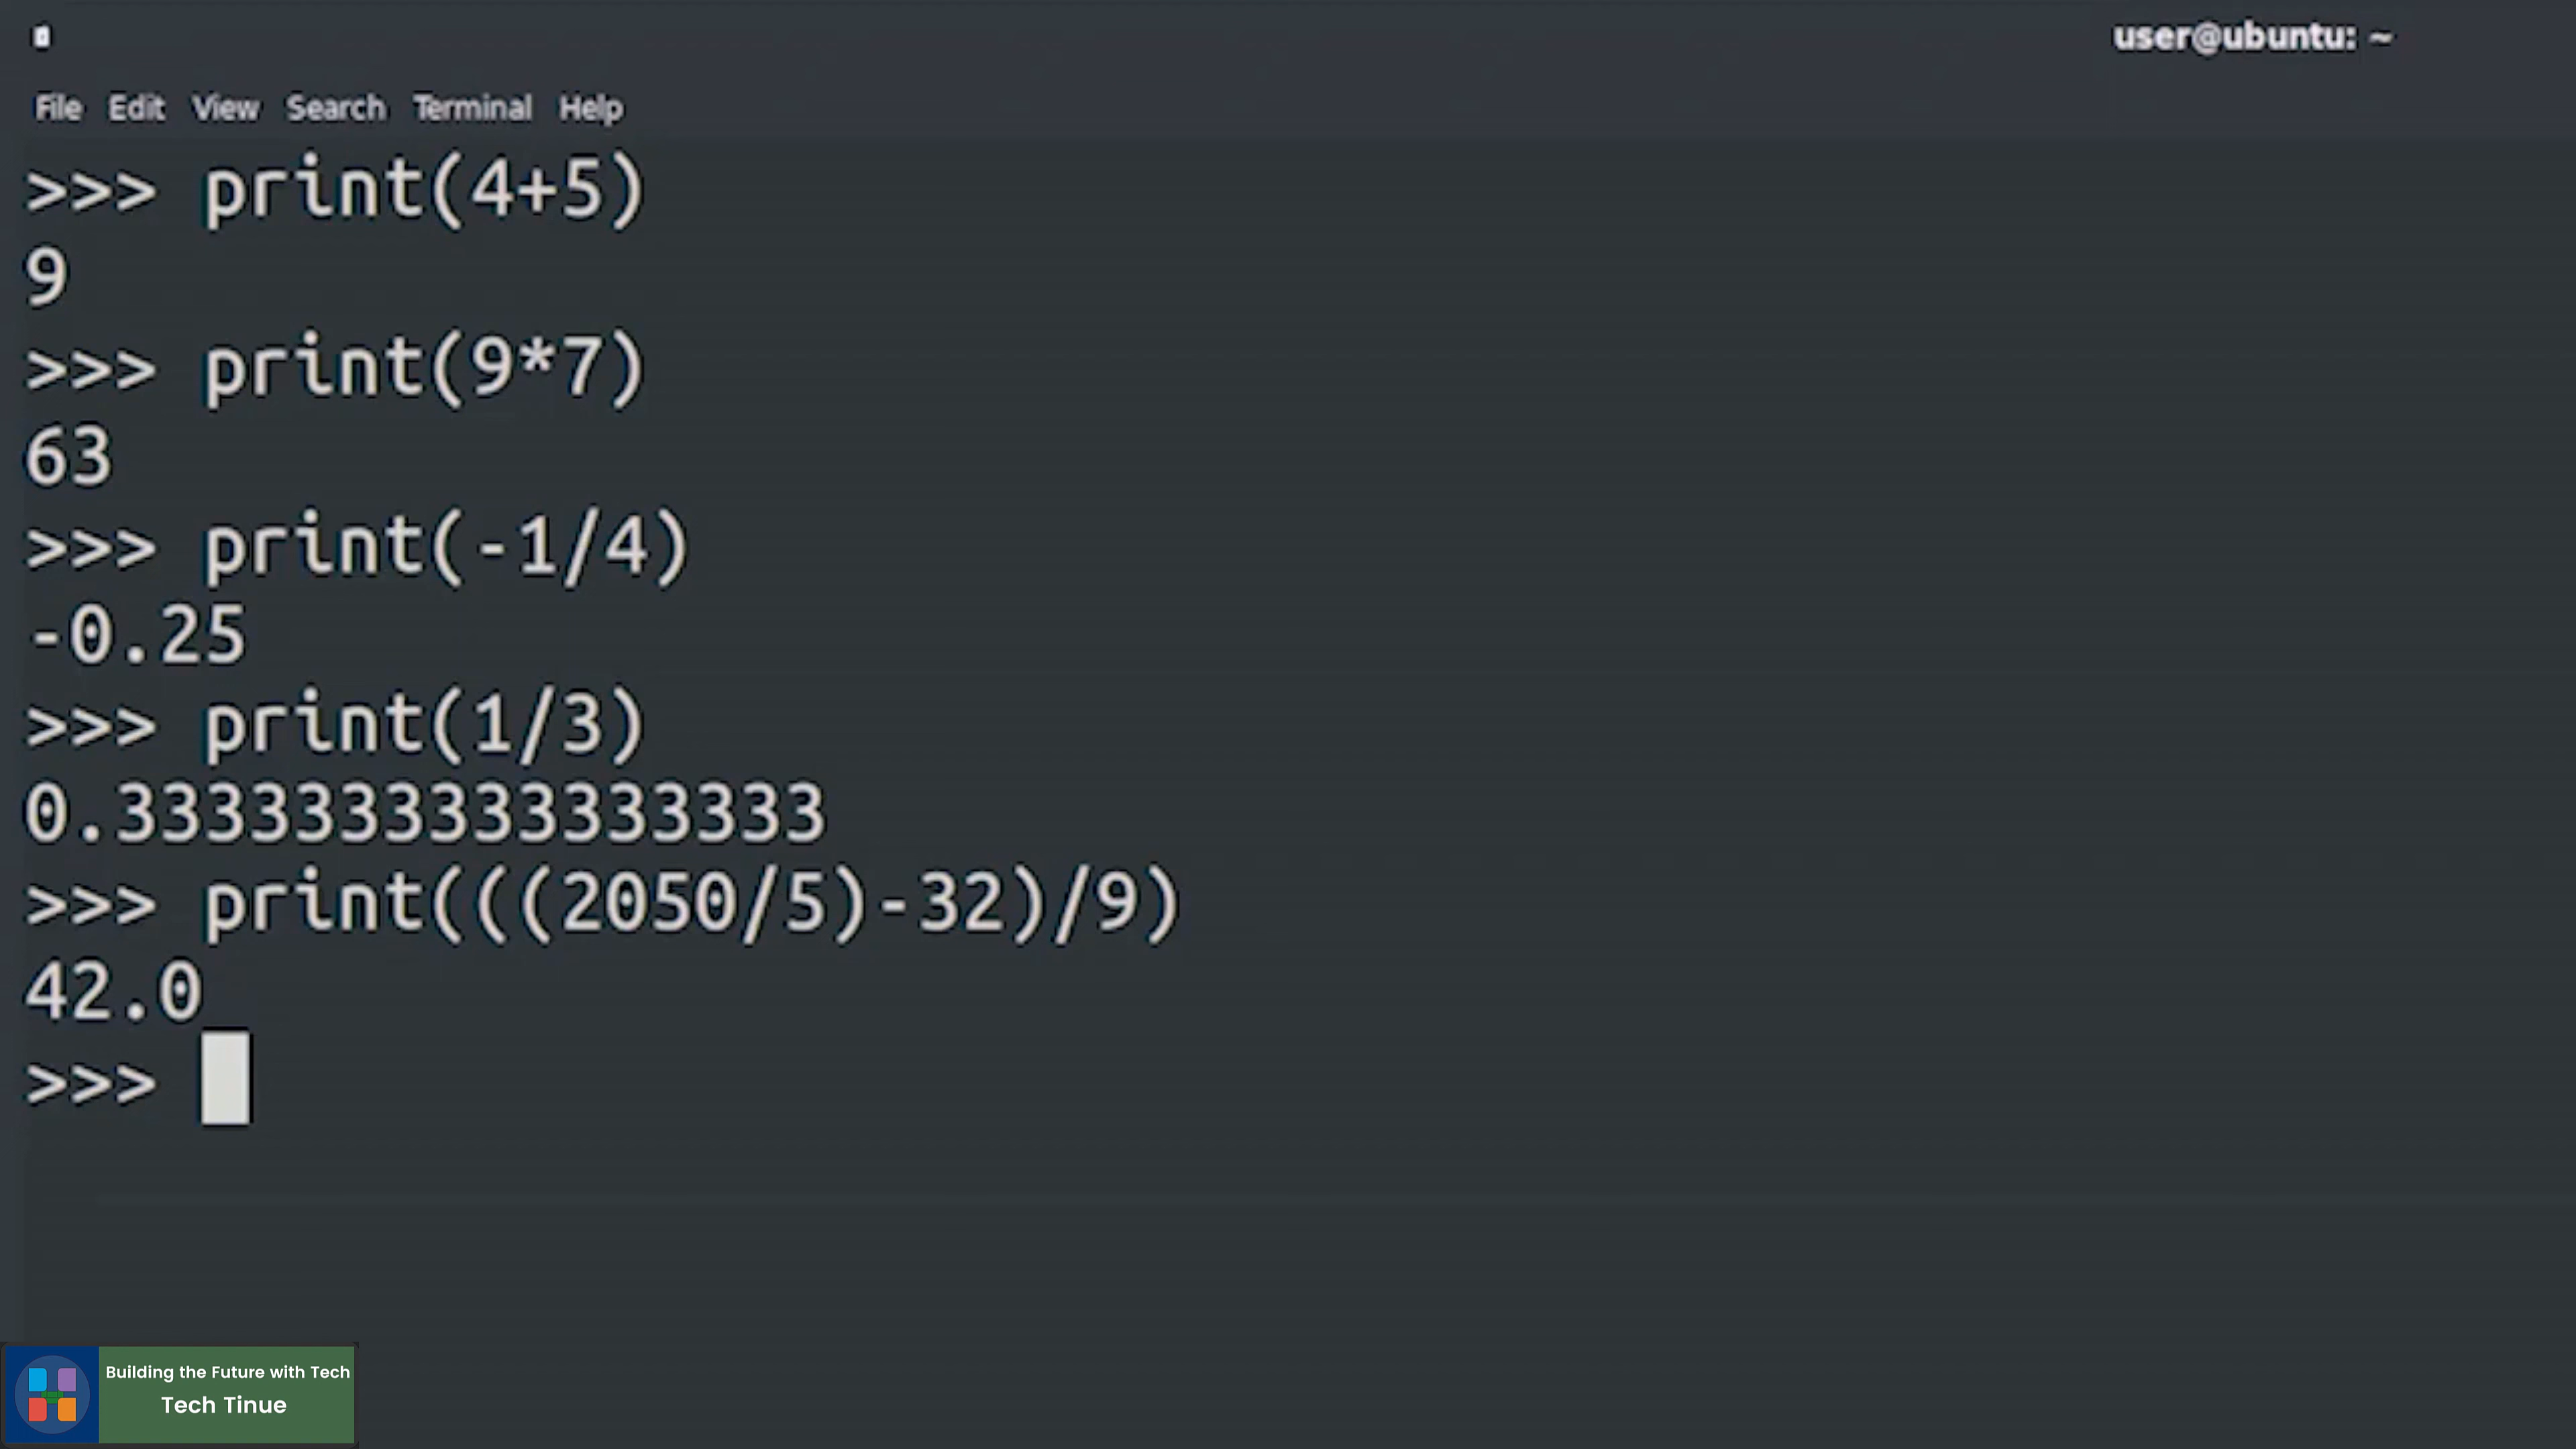 user@ubuntu: ~
File Edit View Search Terminal Help
>>> print(4+5)
9
>>> print(9*7)
63
>>> print(-1/4)
-0.25
>>> print(1/3)
0.3333333333333333
>>> print(((2050/5)-32)/9)
42.0
>>>
Building the Future with Tech
Tech Tinue